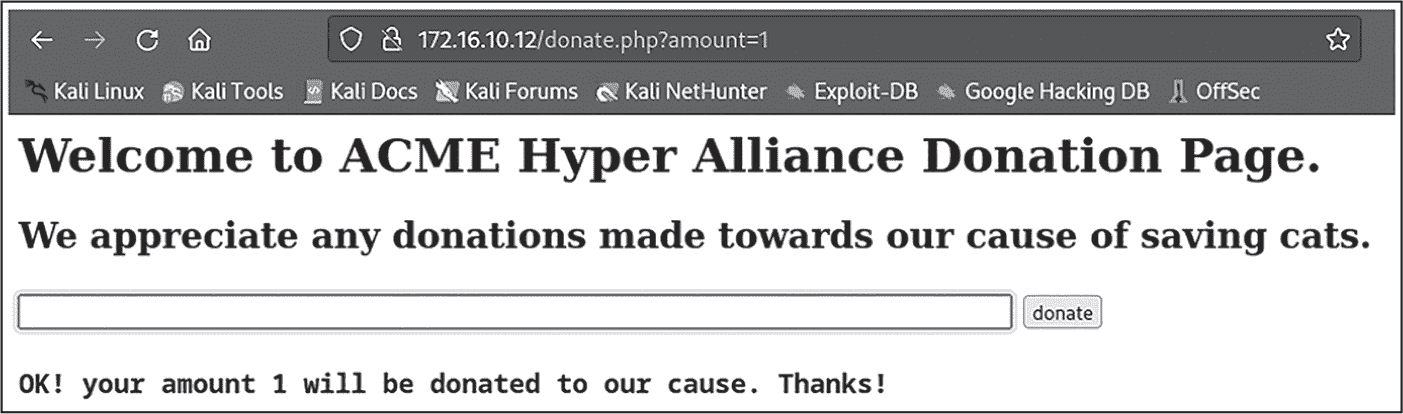 172.16.10.12/donate.php?amount=1
Kali Linux Kali Tools Kali Docs Kali Forums Kali NetHunter Exploit-DB Google Hacking DB OffSec
Welcome to ACME Hyper Alliance Donation Page.
We appreciate any donations made towards our cause of saving cats.
donate
OK! your amount 1 will be donated to our cause. Thanks!